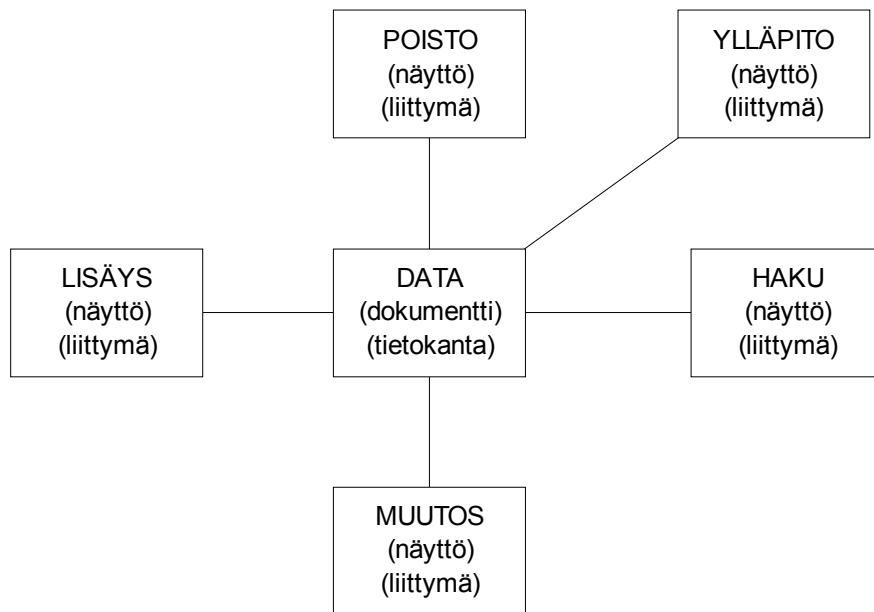 POISTO
(näyttö)
(liittymä)
YLLÄPITO
(näyttö)
(liittymä)
LISÄYS
(näyttö)
(liittymä)
DATA
(dokumentti)
(tietokanta)
HAKU
(näyttö)
(liittymä)
MUUTOS
(näyttö)
(liittymä)